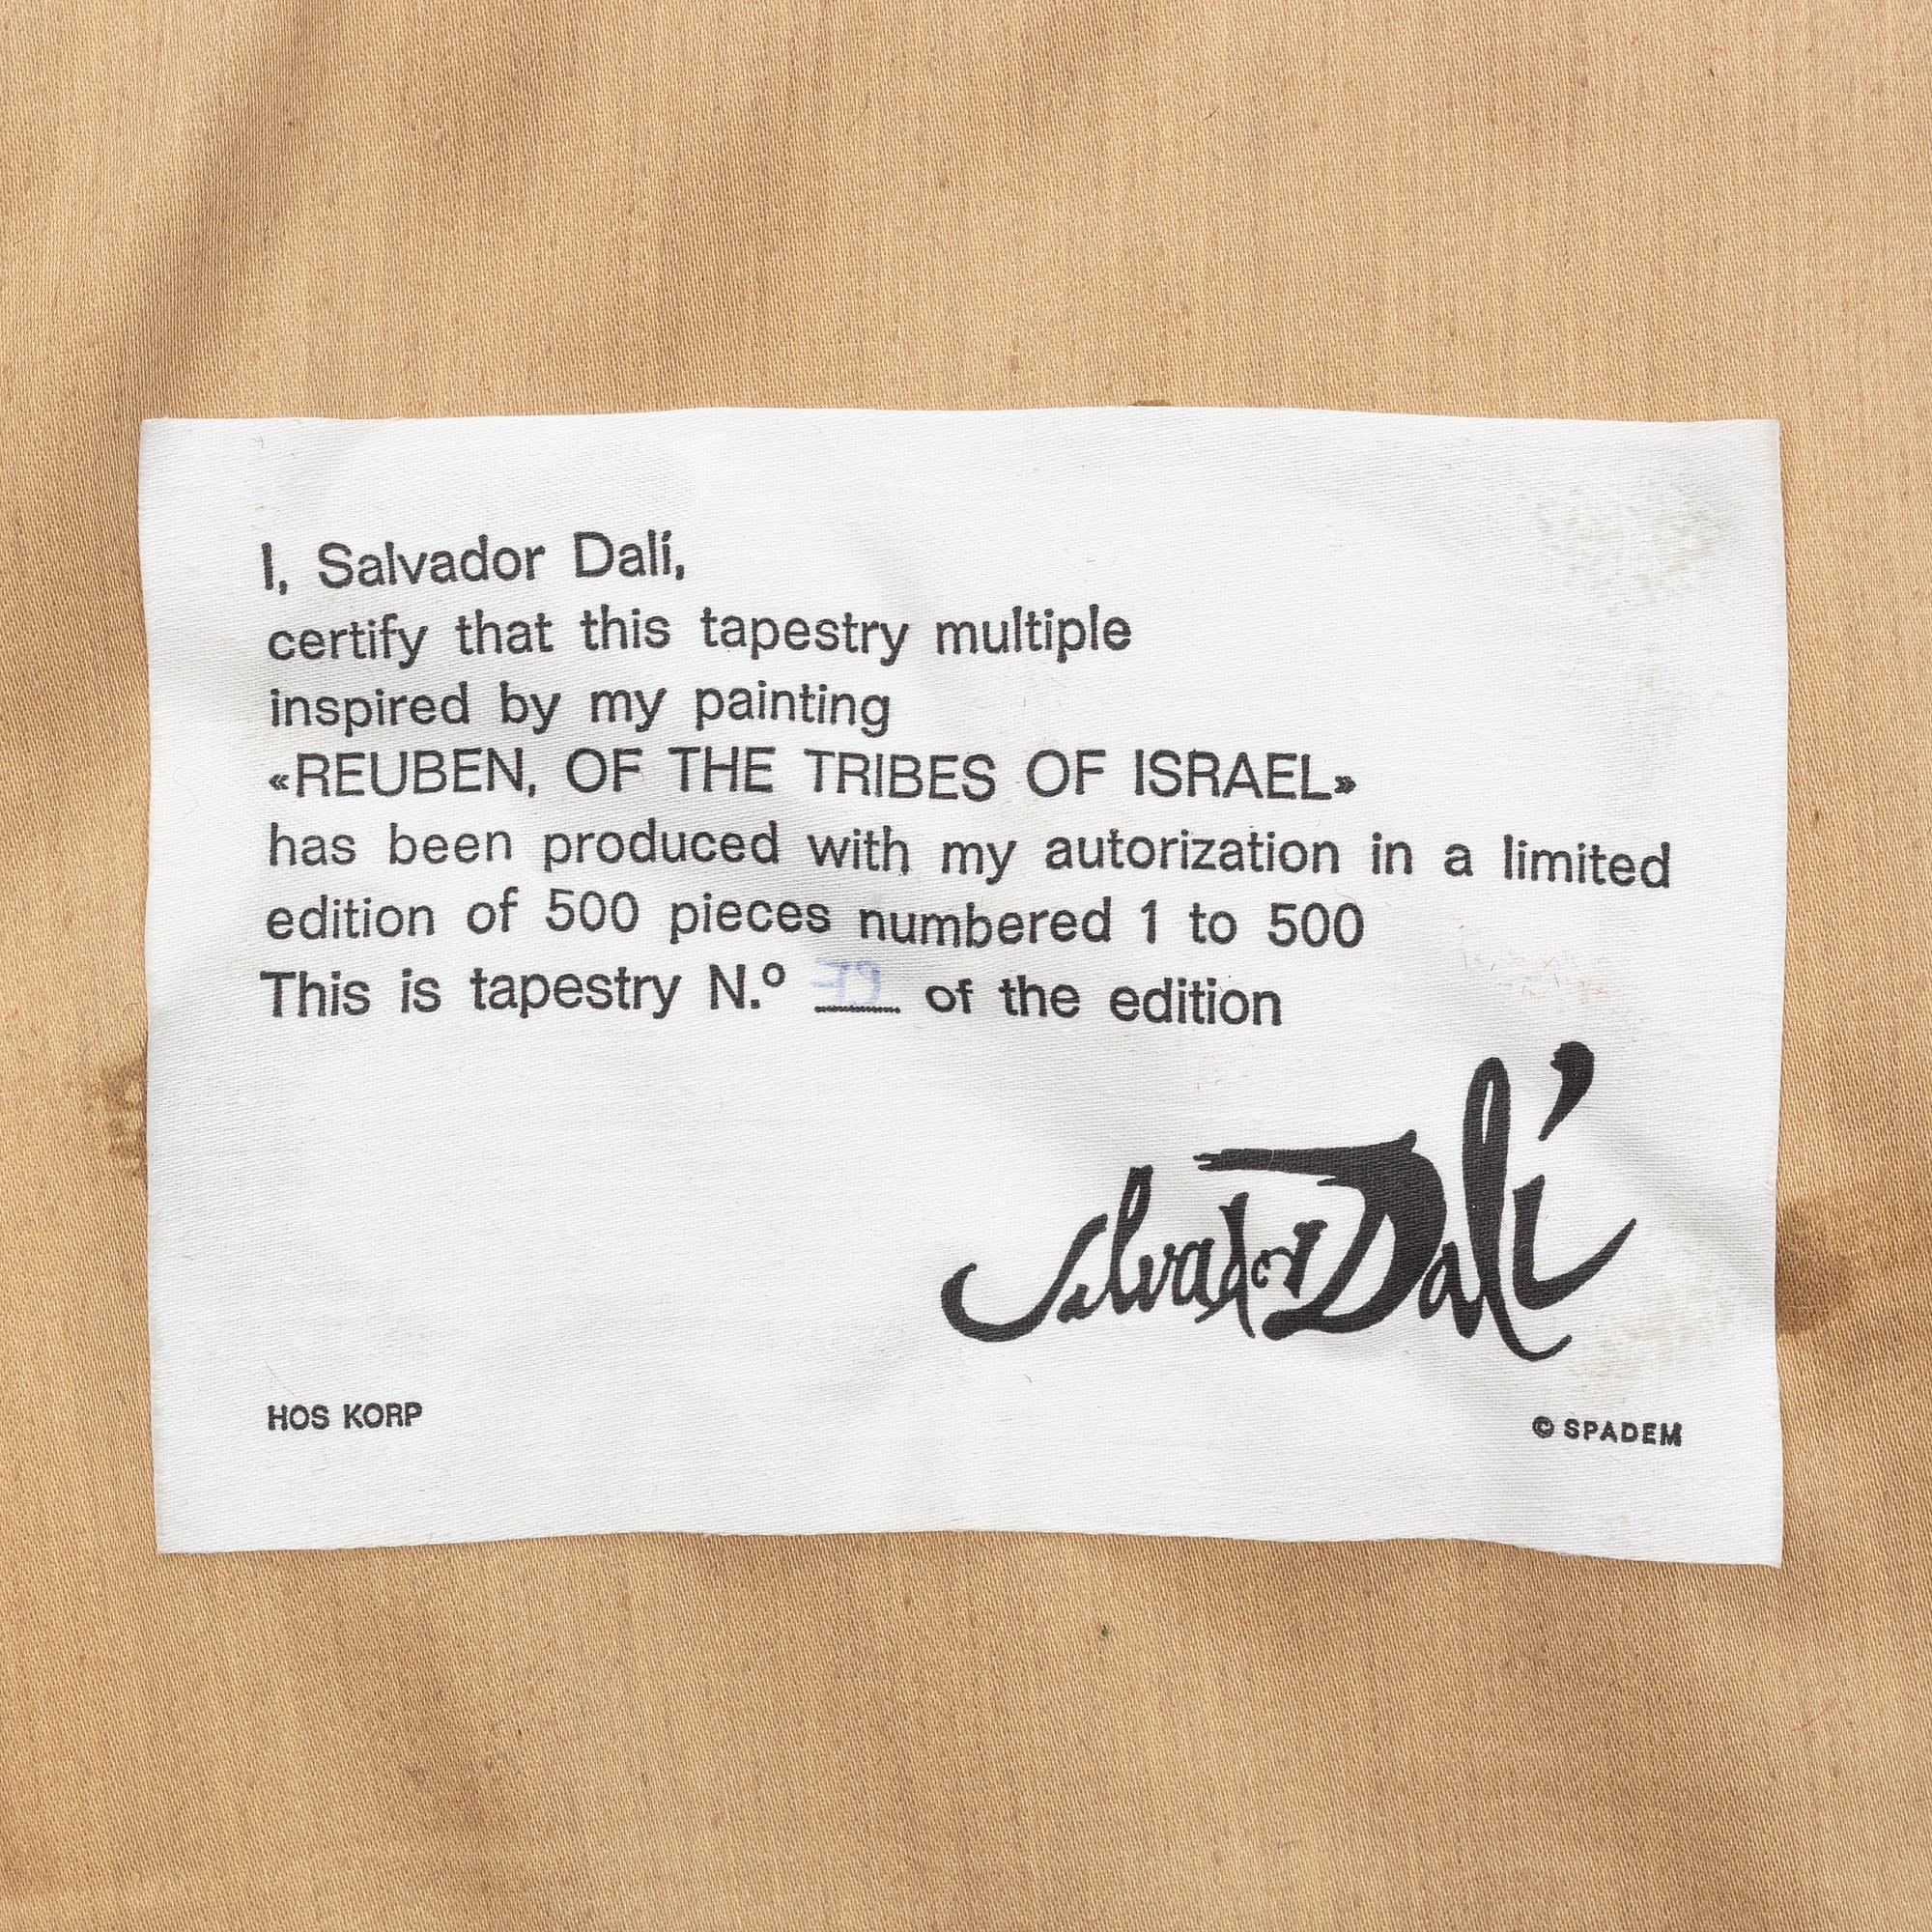 I, Salvador Dalí,
certify that this tapestry multiple
inspired by my painting
«REUBEN, OF THE TRIBES OF ISRAEL»
has been produced with my autorization in a limited
edition of 500 pieces numbered 1 to 500
This is tapestry N.º of the edition
Salvador Dalí
HOS KORP
© SPADEM